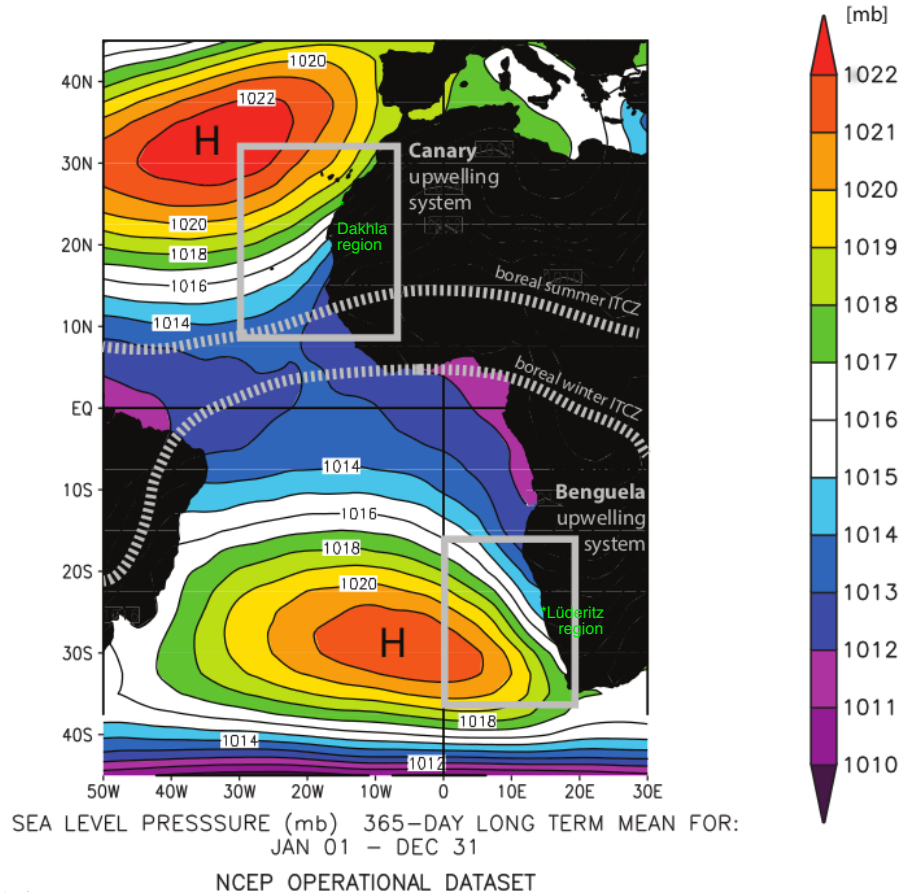 [mb]
1022
1021
1020
1019
1018
1017
1016
1015
1014
1013
1012
1011
1010
40N
30N
20N
10N
EQ
10S
20S
30S
40S
1020
1022
H
1020
1018
1016
1014
Canary
upwelling
system
Dakhla
region
boreal summer ITCZ
boreal winter ITCZ
1014
1016
1018
1020
H
1018
1014
1012
Benguela
upwelling
system
*Lüderitz
region
50W 40W 30W 20W 10W 0 10E 20E 30E
SEA LEVEL PRESSSURE (mb) 365-DAY LONG TERM MEAN FOR:
JAN 01 - DEC 31
NCEP OPERATIONAL DATASET